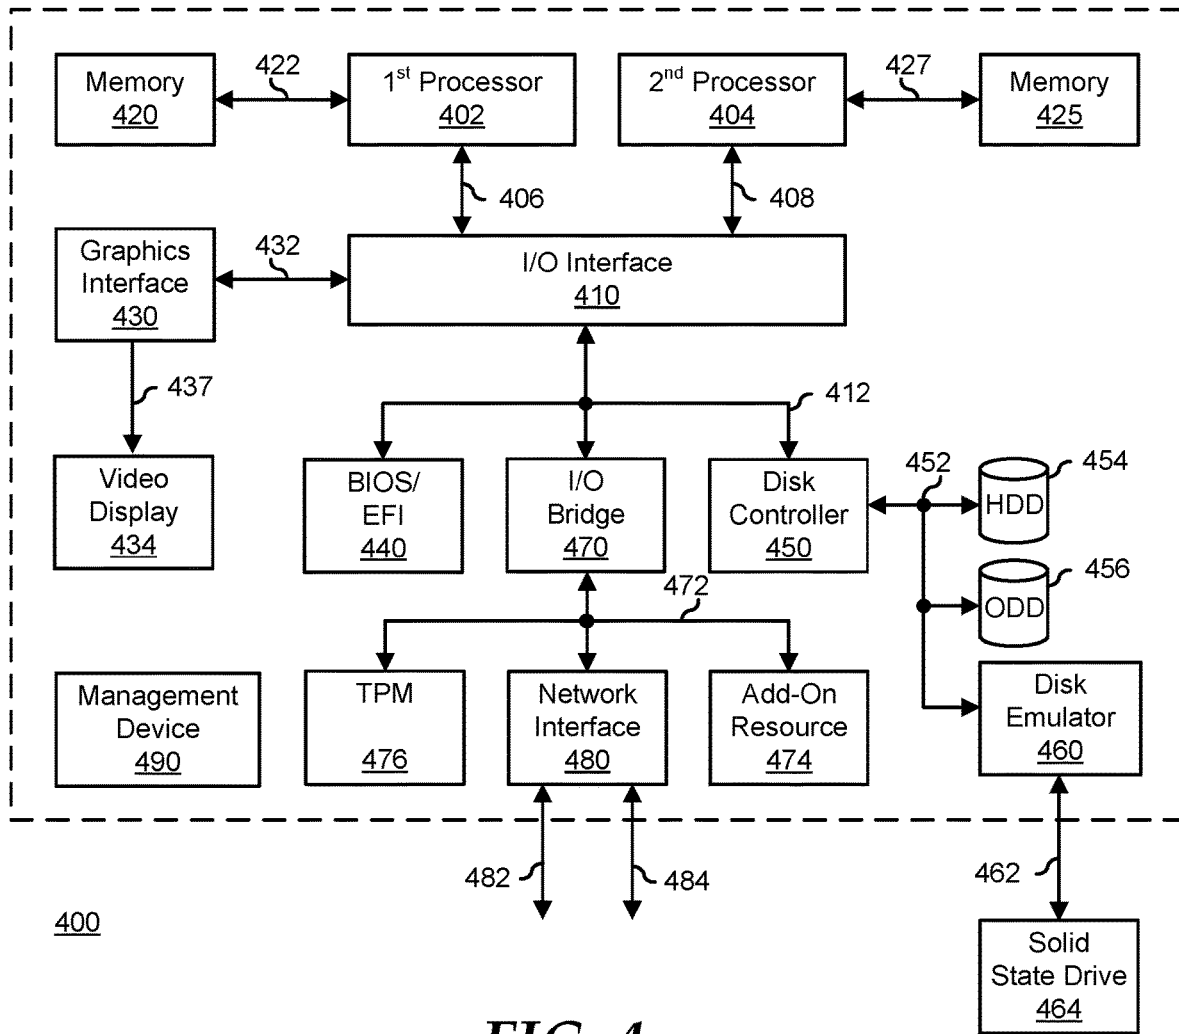 Memory
420
422
1st Processor
402
2nd Processor
404
427
Memory
425
406
408
Graphics
Interface
430
432
I/O Interface
410
437
412
Video
Display
434
BIOS/
EFI
440
I/O
Bridge
470
Disk
Controller
450
452
HDD
454
ODD
456
472
Management
Device
490
TPM
476
Network
Interface
480
Add-On
Resource
474
Disk
Emulator
460
482
484
462
400
Solid
State Drive
464
FIG. 4